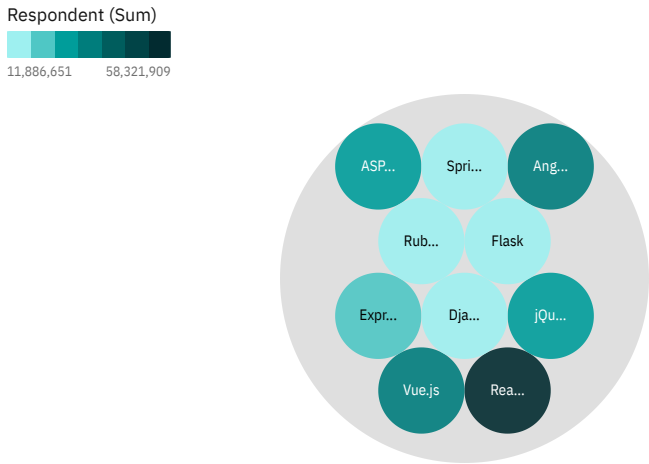 Respondent (Sum)
11,886,651 58,321,909
ASP... Spri... Ang...
Rub... Flask
Expr... Dja... jQu...
Vue.js Rea...